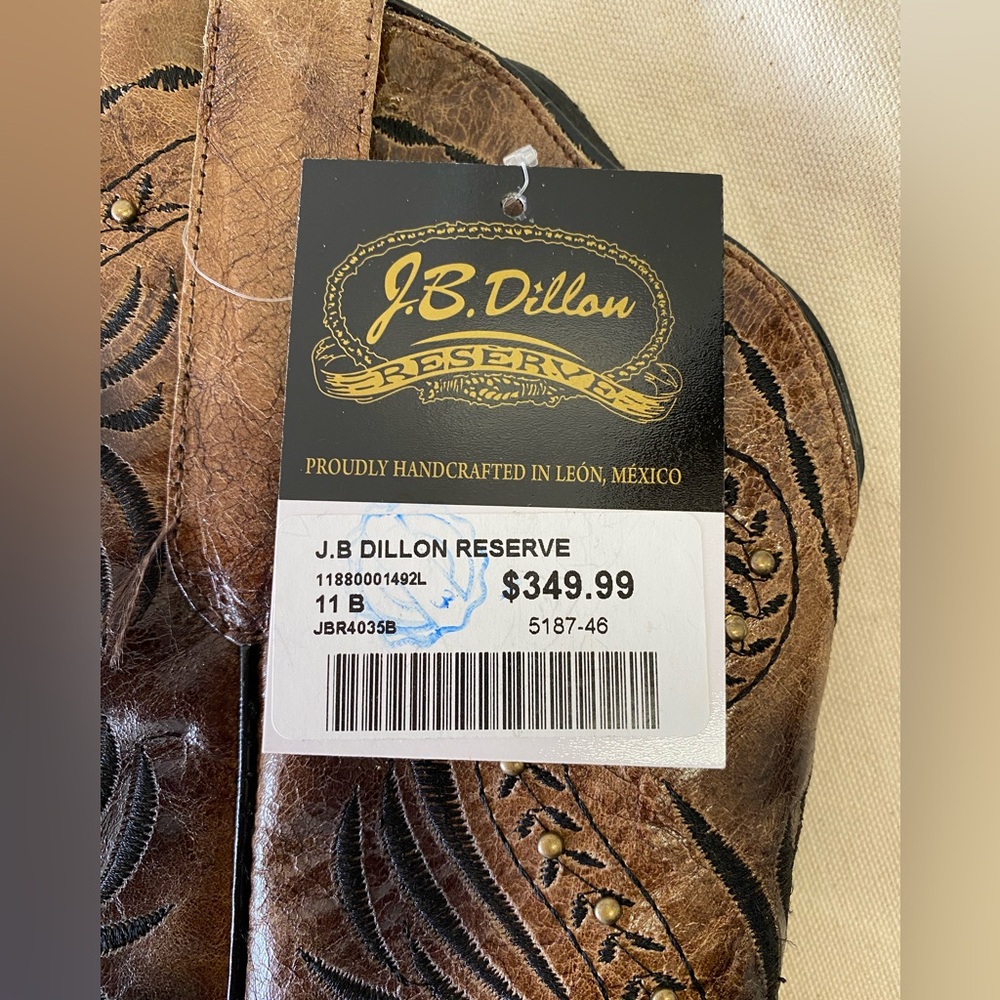 J.B. Dillon
RESERVE
PROUDLY HANDCRAFTED IN LEÓN, MÉXICO
J.B DILLON RESERVE
11880001492L
$349.99
11 B
JBR4035B
5187-46